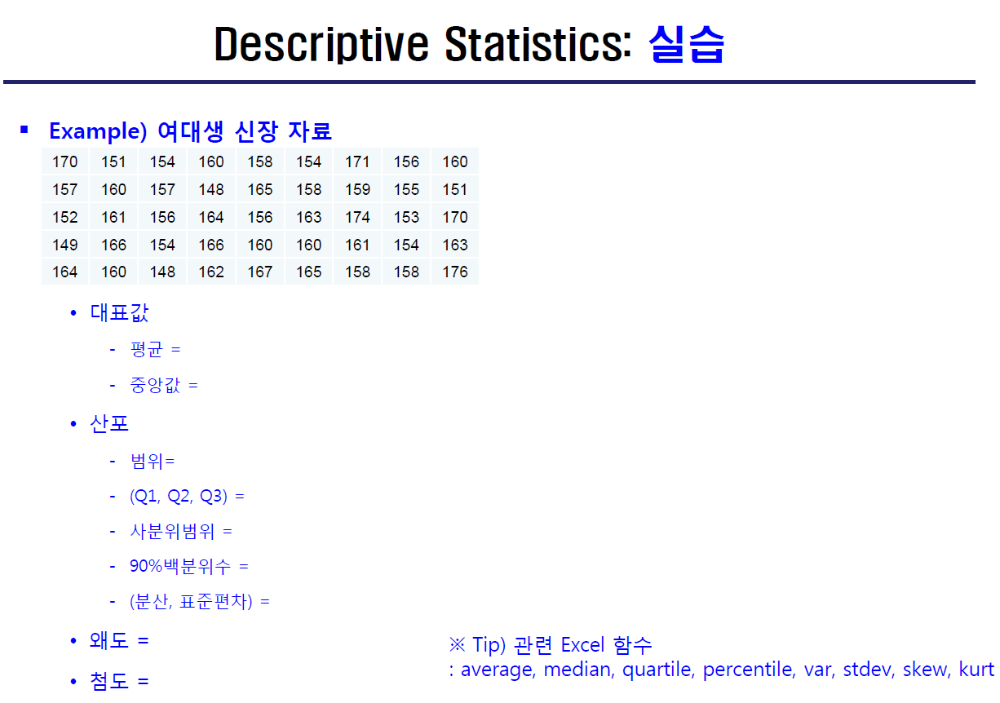 Descriptive Statistics: 실습
▪ Example) 여대생 신장 자료
170 151 154 160 158 154 171 156 160
157 160 157 148 165 158 159 155 151
152 161 156 164 156 163 174 153 170
149 166 154 166 160 160 161 154 163
164 160 148 162 167 165 158 158 176
• 대표값
- 평균 =
- 중앙값 =
• 산포
- 범위=
- (Q1, Q2, Q3) =
- 사분위범위 =
- 90%백분위수 =
- (분산, 표준편차) =
• 왜도 =
• 첨도 =
※ Tip) 관련 Excel 함수
: average, median, quartile, percentile, var, stdev, skew, kurt